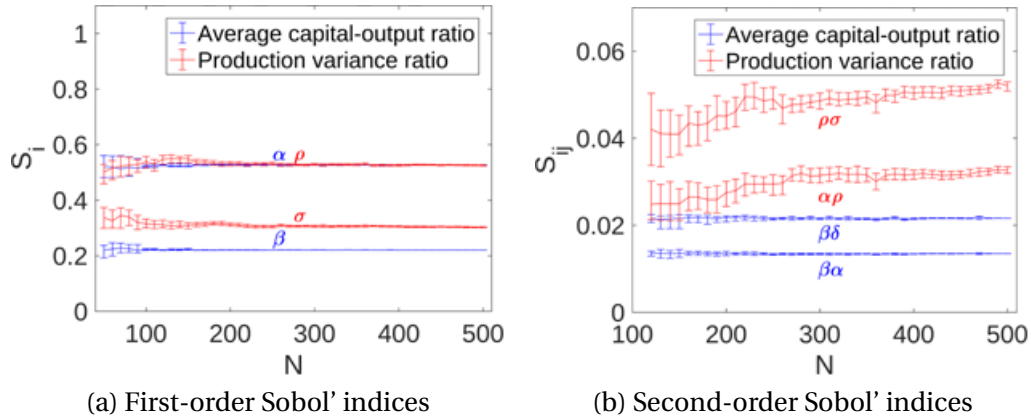 1
0.8
0.6
0.4
0.2
0
S_i
Average capital-output ratio
Production variance ratio
α ρ
σ
β
100 200 300 400 500
N
(a) First-order Sobol’ indices
0.06
0.04
0.02
0
S_ij
Average capital-output ratio
Production variance ratio
ρσ
αρ
βδ
βα
100 200 300 400 500
N
(b) Second-order Sobol’ indices